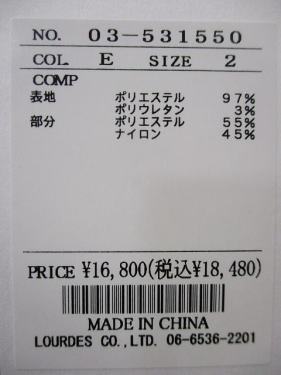 NO. 03-531550
COL. E SIZE 2
COMP
表地 ポリエステル 97%
ポリウレタン 3%
部分 ポリエステル 55%
ナイロン 45%
PRICE ¥16,800(税込¥18,480)
MADE IN CHINA
LOURDES CO.,LTD. 06-6536-2201